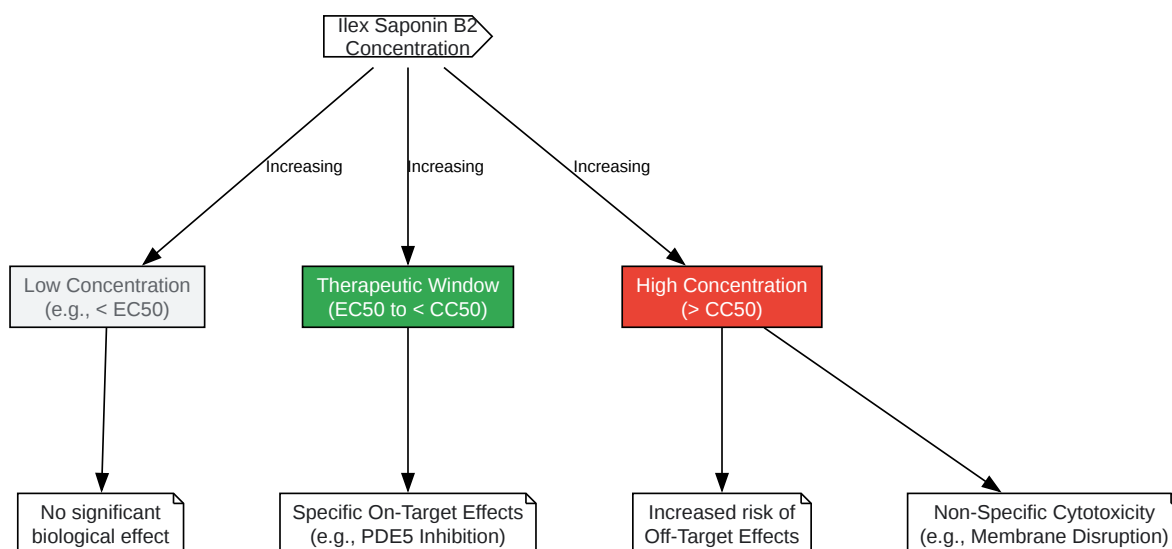 Ilex Saponin B2
Concentration
Increasing
Increasing
Increasing
Low Concentration
(e.g., < EC50)
Therapeutic Window
(EC50 to < CC50)
High Concentration
(> CC50)
No significant
biological effect
Specific On-Target Effects
(e.g., PDE5 Inhibition)
Increased risk of
Off-Target Effects
Non-Specific Cytotoxicity
(e.g., Membrane Disruption)